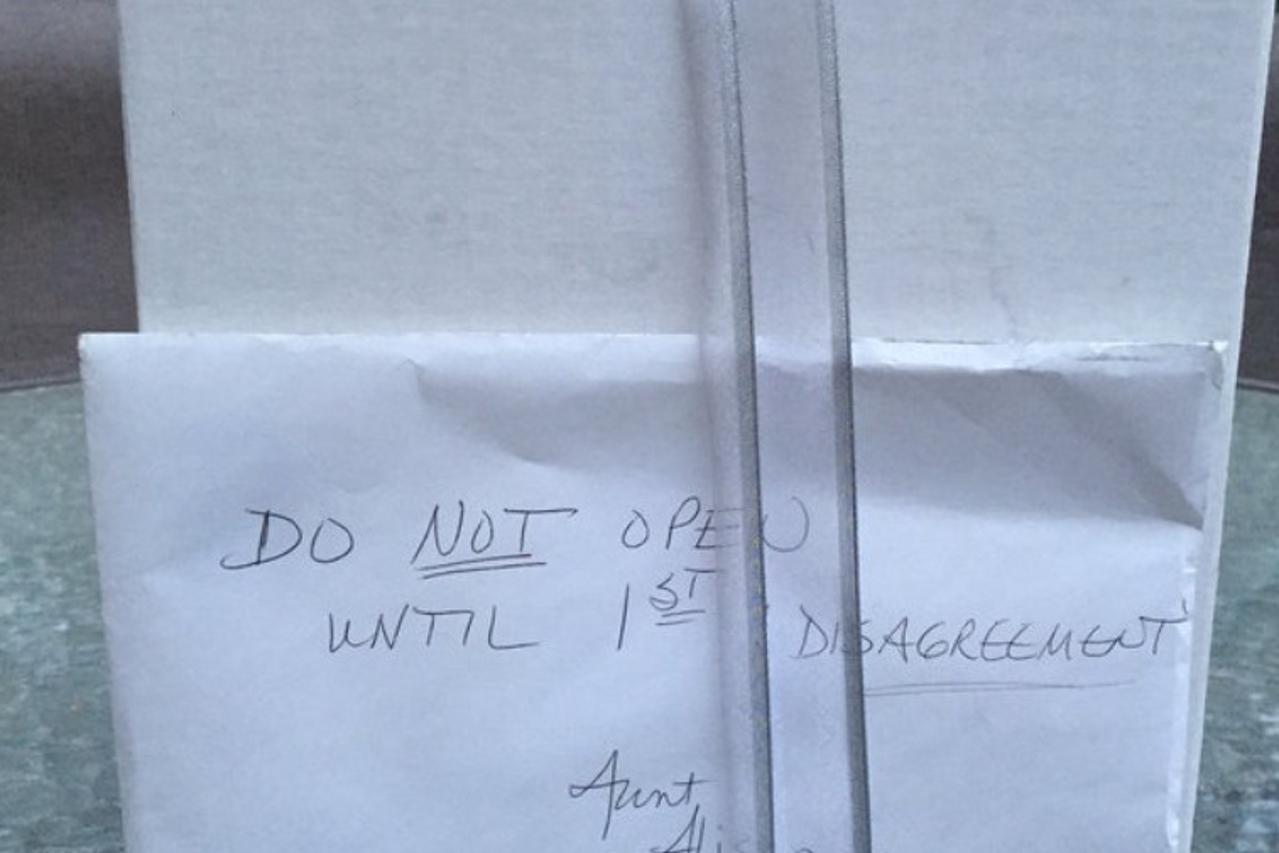 DO NOT OPEN
UNTIL 1ST DISAGREEMENT
Aunt